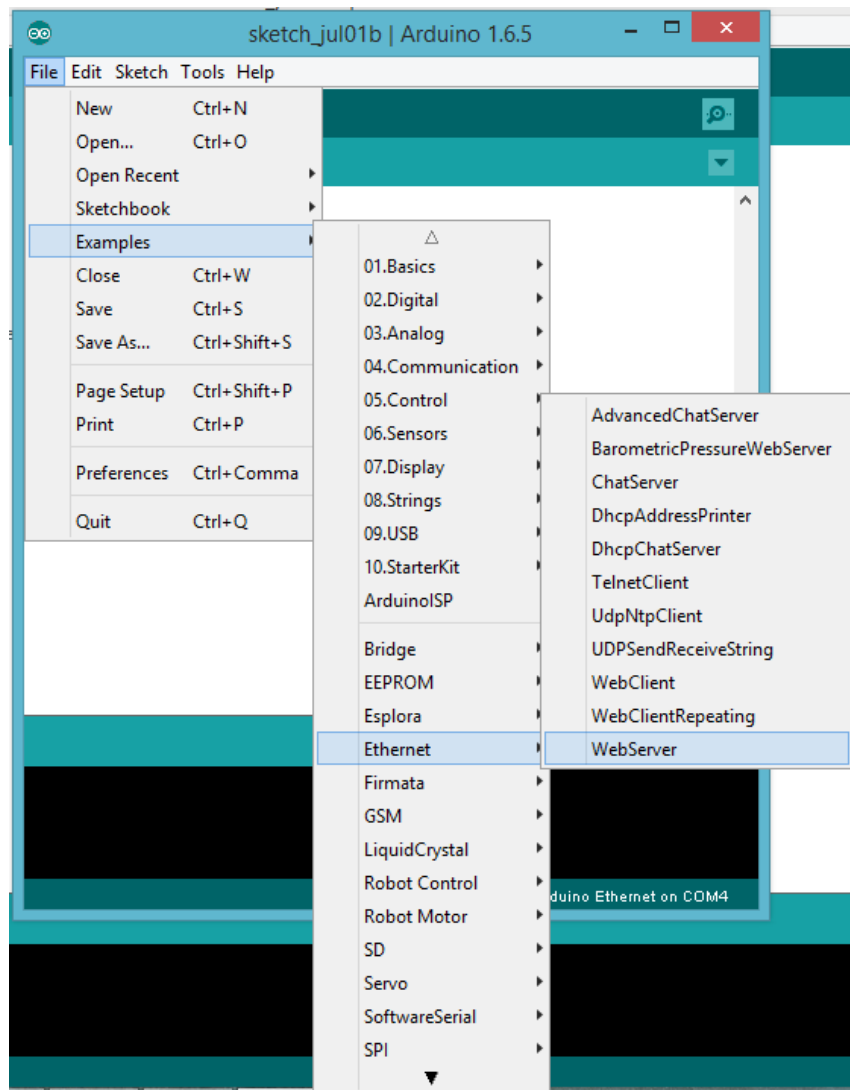 sketch_jul01b | Arduino 1.6.5
File Edit Sketch Tools Help
New Ctrl+N
Open... Ctrl+O
Open Recent
Sketchbook
Examples
Close Ctrl+W
Save Ctrl+S
Save As... Ctrl+Shift+S
Page Setup Ctrl+Shift+P
Print Ctrl+P
Preferences Ctrl+Comma
Quit Ctrl+Q
01.Basics
02.Digital
03.Analog
04.Communication
05.Control
06.Sensors
07.Display
08.Strings
09.USB
10.StarterKit
ArduinoISP
Bridge
EEPROM
Esplora
Ethernet
Firmata
GSM
LiquidCrystal
Robot Control
Robot Motor
SD
Servo
SoftwareSerial
SPI
AdvancedChatServer
BarometricPressureWebServer
ChatServer
DhcpAddressPrinter
DhcpChatServer
TelnetClient
UdpNtpClient
UDPSendReceiveString
WebClient
WebClientRepeating
WebServer
duino Ethernet on COM4